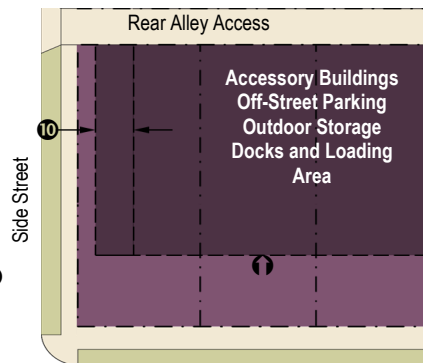 Rear Alley Access
Accessory Buildings
Off-Street Parking
Outdoor Storage
Docks and Loading
Area
10
Side Street